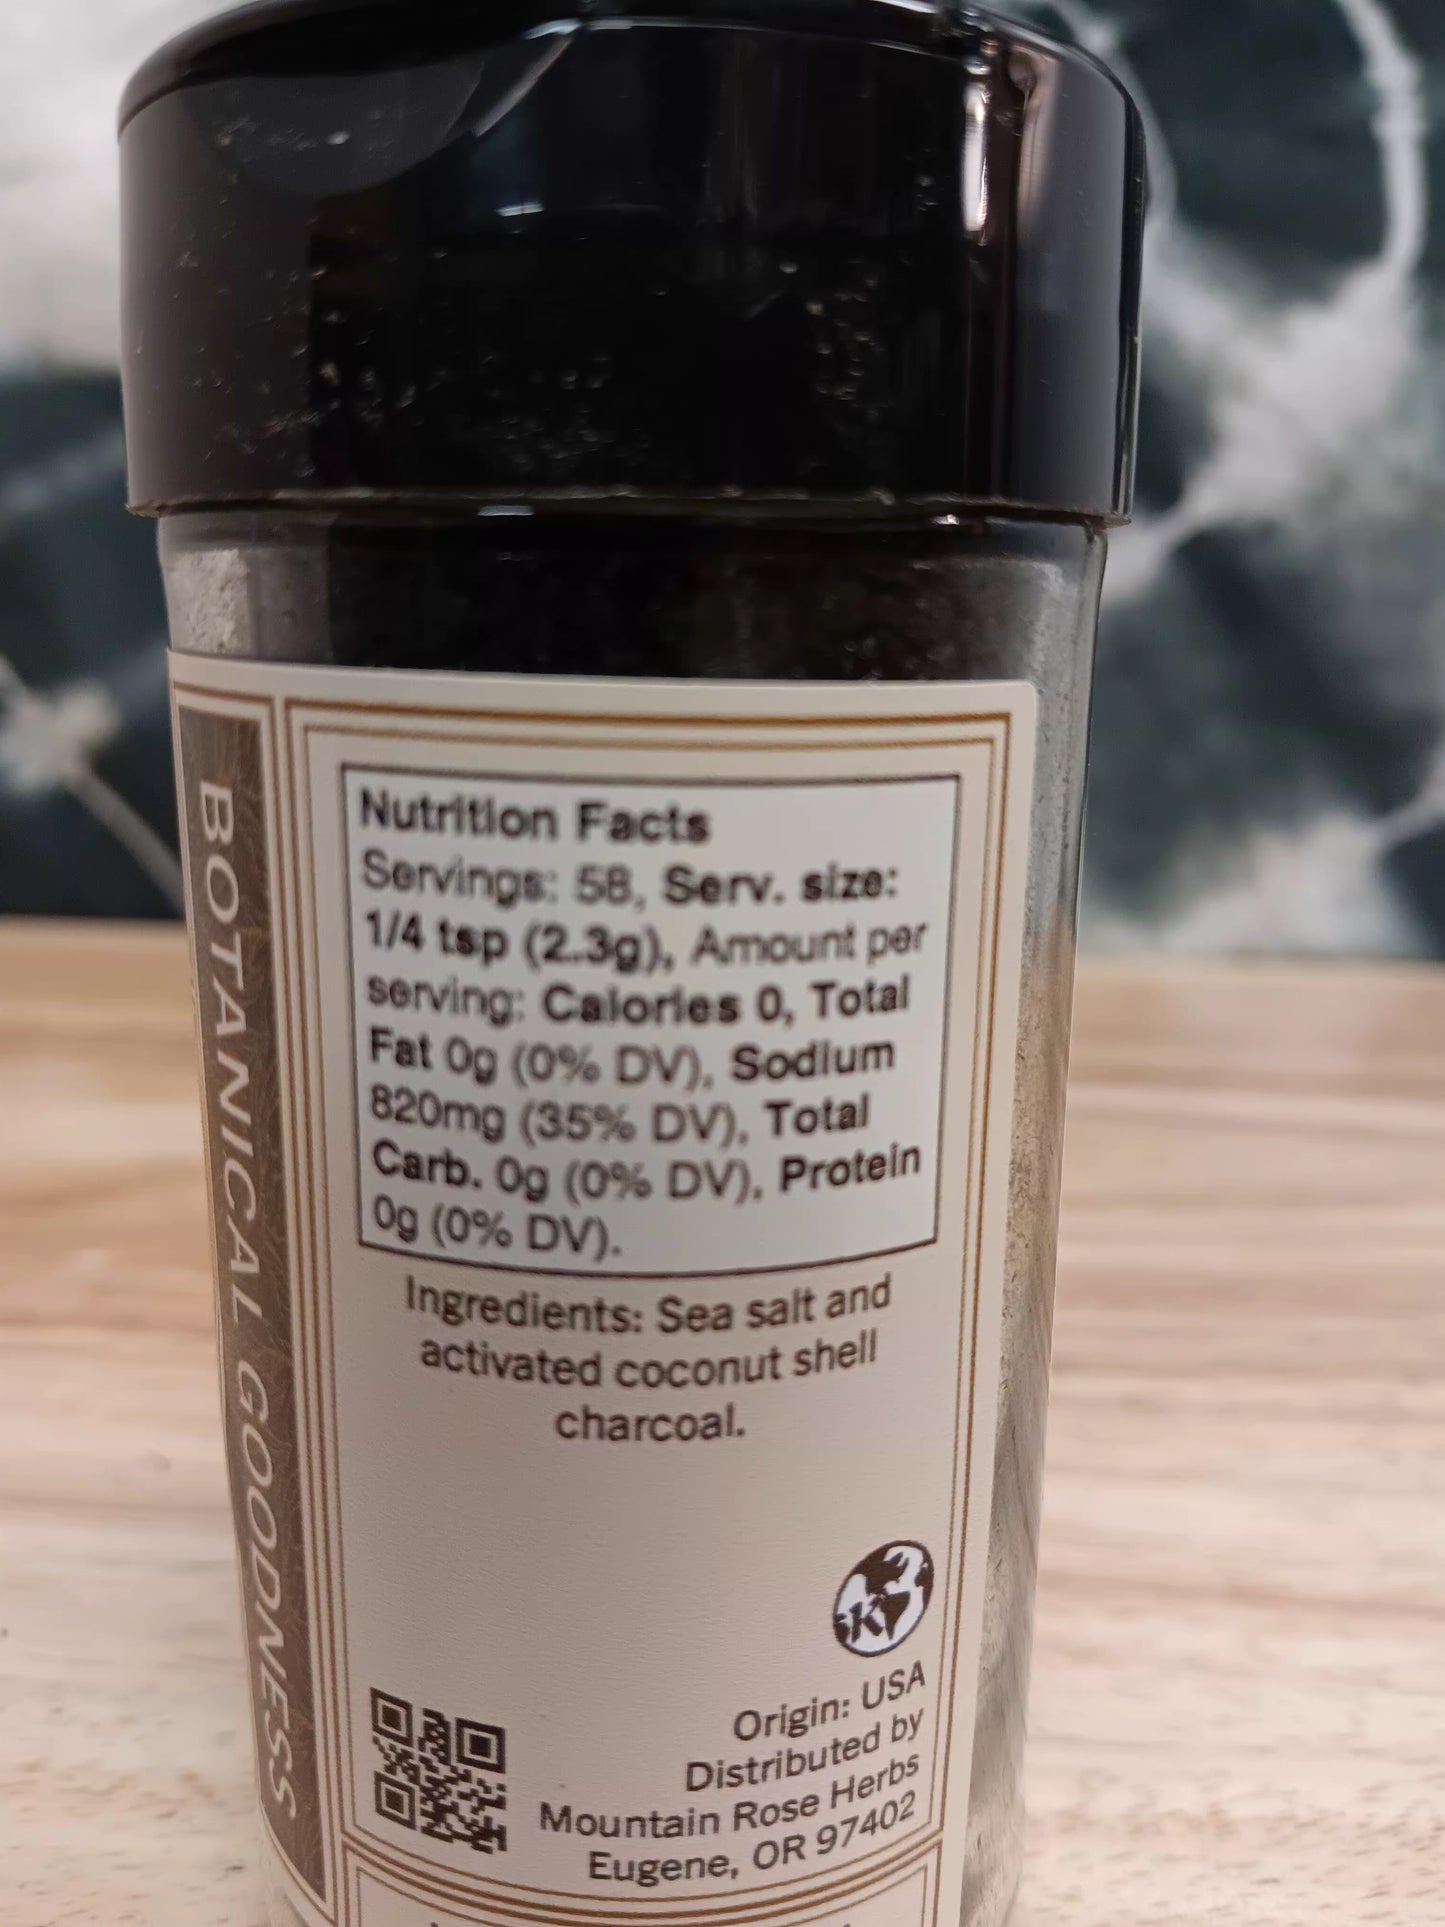 Nutrition Facts
Servings: 58, Serv. size:
1/4 tsp (2.3g), Amount per
serving: Calories 0, Total
Fat 0g (0% DV), Sodium
820mg (35% DV), Total
Carb. 0g (0% DV), Protein
0g (0% DV).
Ingredients: Sea salt and
activated coconut shell
charcoal.
K
Origin: USA
Distributed by
Mountain Rose Herbs
Eugene, OR 97402
BOTANICAL GOODNESS